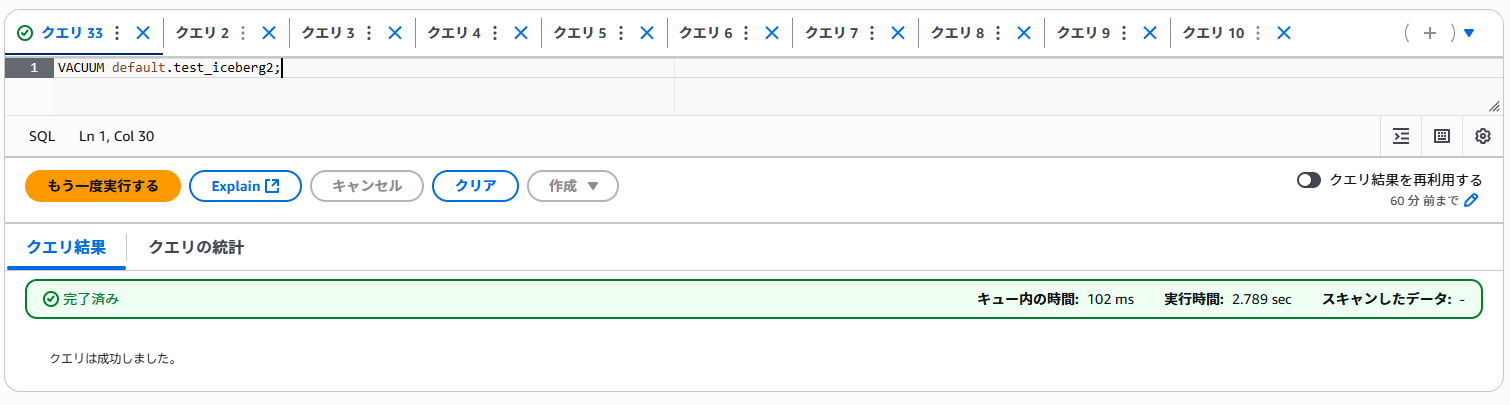 クエリ 33 クエリ 2 クエリ 3 クエリ 4 クエリ 5 クエリ 6 クエリ 7 クエリ 8 クエリ 9 クエリ 10
1 VACUUM default.test_iceberg2;
SQL Ln 1, Col 30
もう一度実行する Explain キャンセル クリア 作成 クエリ結果を再利用する
60 分 前まで
クエリ結果 クエリの統計
完了済み キュー内の時間: 102 ms 実行時間: 2.789 sec スキャンしたデータ: -
クエリは成功しました。